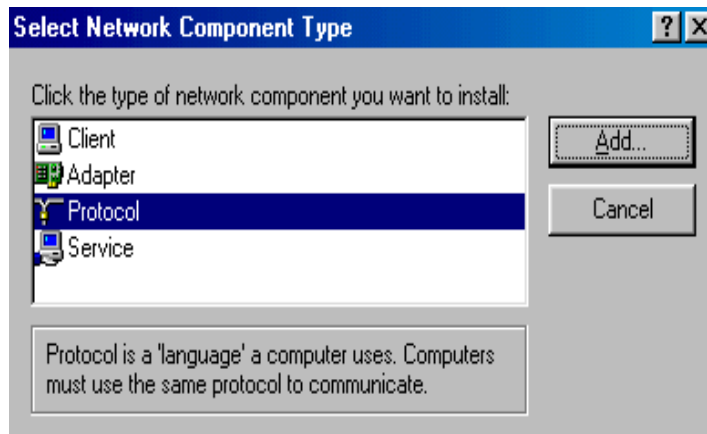 Select Network Component Type
Click the type of network component you want to install:
Client
Adapter
Protocol
Service
Add...
Cancel
Protocol is a 'language' a computer uses. Computers
must use the same protocol to communicate.